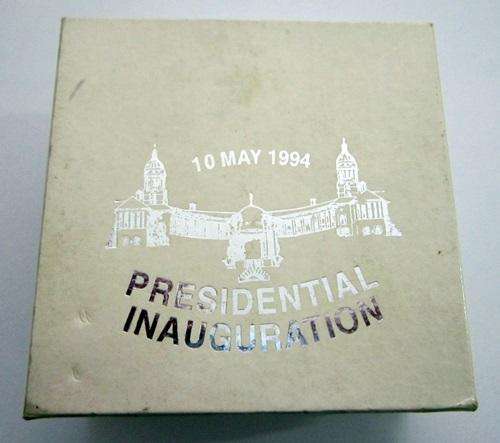 10 MAY 1994
PRESIDENTIAL
INAUGURATION